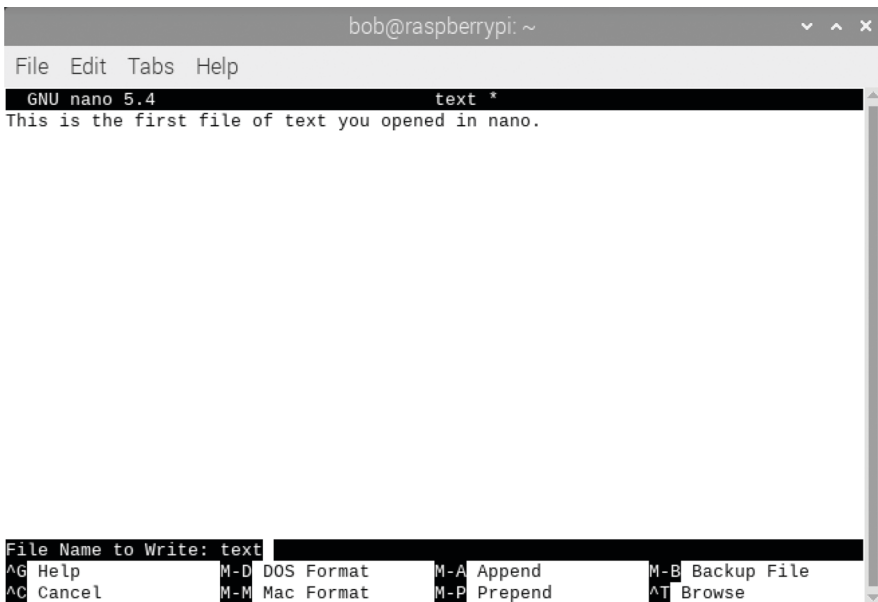 bob@raspberrypi: ~
File Edit Tabs Help
GNU nano 5.4 text *
This is the first file of text you opened in nano.
File Name to Write: text
^G Help M-D DOS Format M-A Append M-B Backup File
^C Cancel M-M Mac Format M-P Prepend ^T Browse